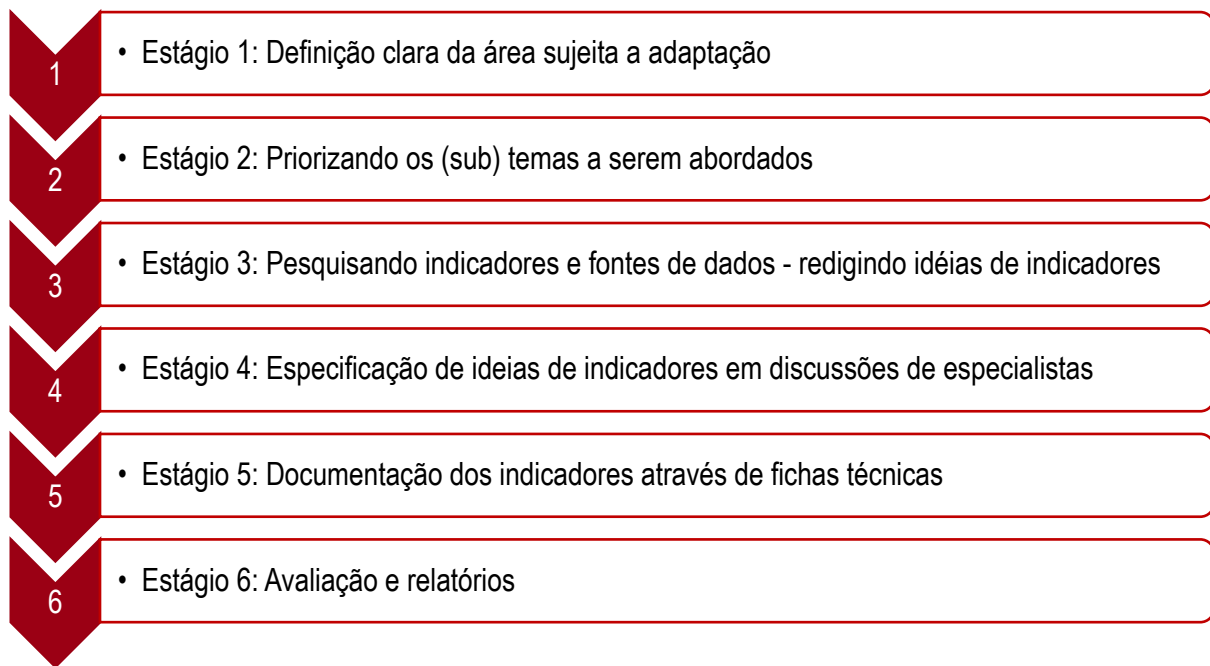 1
• Estágio 1: Definição clara da área sujeita a adaptação
2
• Estágio 2: Priorizando os (sub) temas a serem abordados
3
• Estágio 3: Pesquisando indicadores e fontes de dados - redigindo idéias de indicadores
4
• Estágio 4: Especificação de ideias de indicadores em discussões de especialistas
5
• Estágio 5: Documentação dos indicadores através de fichas técnicas
6
• Estágio 6: Avaliação e relatórios